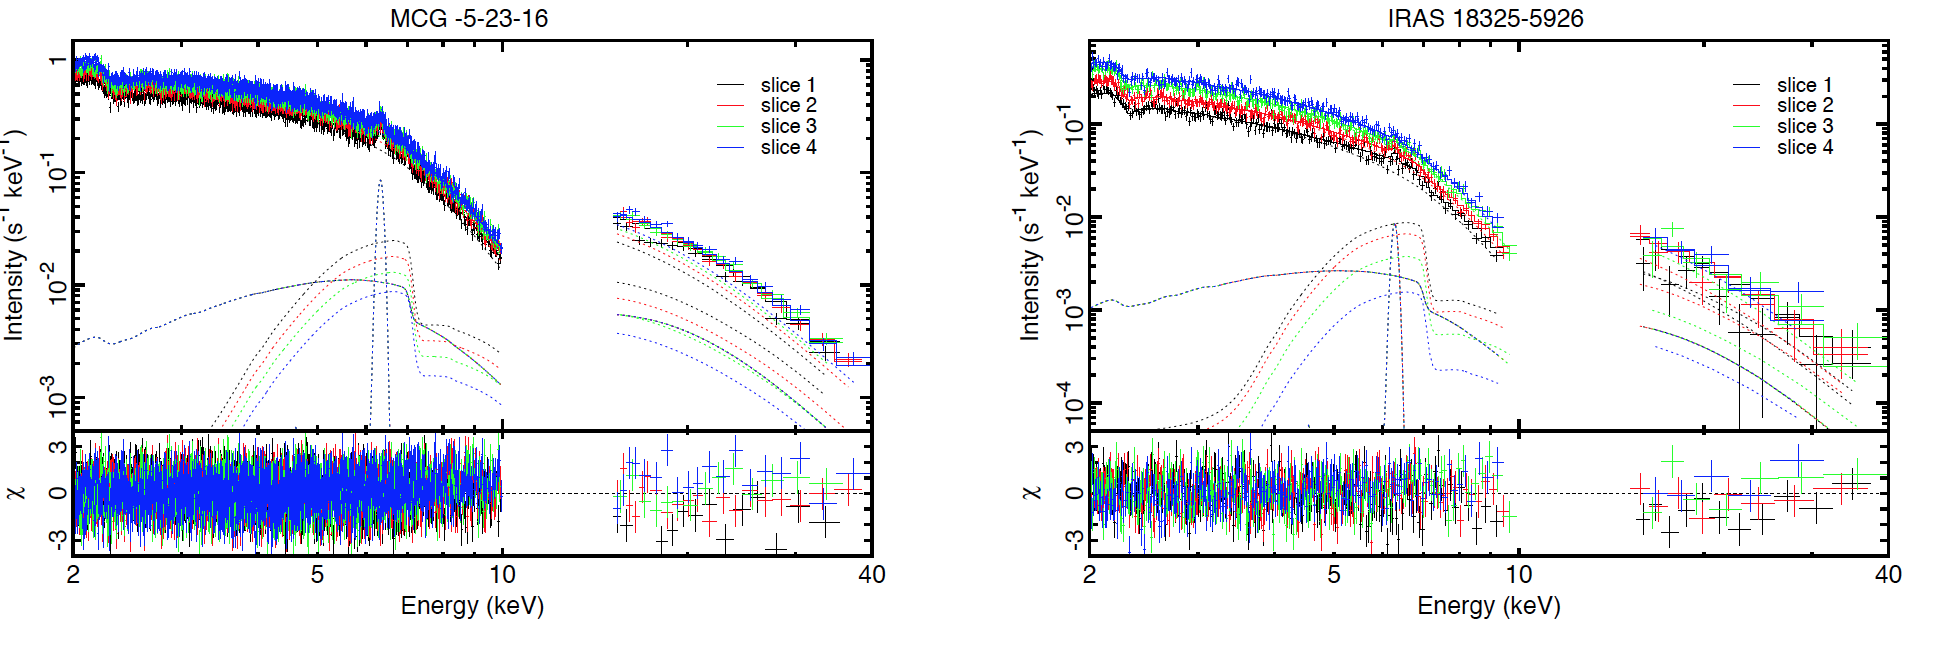 MCG -5-23-16
Intensity (s-1 keV-1)
1
10-1
10-2
10-3
slice 1
slice 2
slice 3
slice 4
χ
3
0
-3
2
5
10
40
Energy (keV)
IRAS 18325-5926
Intensity (s-1 keV-1)
10-1
10-2
10-3
10-4
slice 1
slice 2
slice 3
slice 4
χ
3
0
-3
2
5
10
40
Energy (keV)